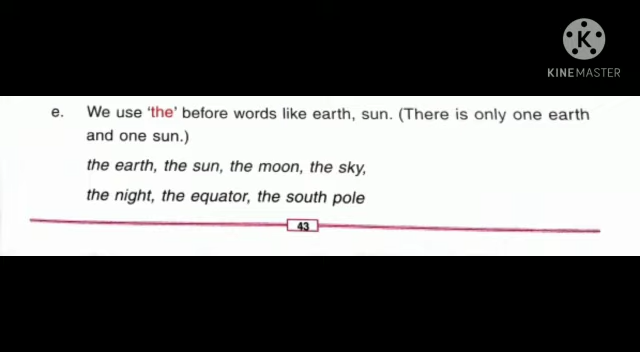 K
KINEMASTER
e. We use 'the' before words like earth, sun. (There is only one earth
and one sun.)
the earth, the sun, the moon, the sky,
the night, the equator, the south pole
43